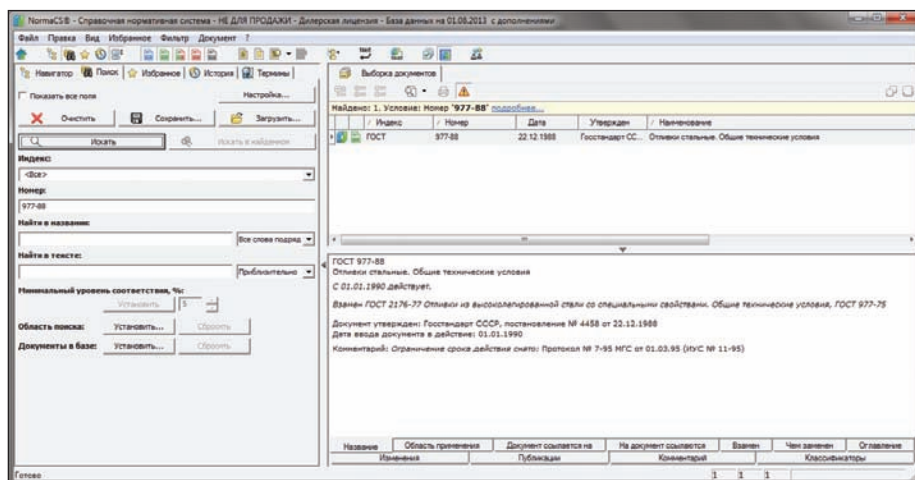 NormaCS® - Справочная нормативная система - НЕ ДЛЯ ПРОДАЖИ - Дилерская лицензия - База данных на 01.08.2013 с дополнениями
Файл Правка Вид Избранное Фильтр Документ ?
Навигатор Поиск Избранное История Термины
Показать все поля Настройка...
Очистить Сохранить... Загрузить...
Искать Искать в найденном
Индекс:
<Все>
Номер:
977-88
Найти в названии:
Все слова подряд
Найти в тексте:
Приблизительно
Минимальный уровень соответствия, %:
Установить 5
Область поиска: Установить... Сбросить
Документы в базе: Установить... Сбросить
Выборка документов
Найдено: 1. Условие: Номер "977-88" подробнее...
Индекс Номер Дата Утвержден Наименование
ГОСТ 977-88 22.12.1988 Госстандарт СС... Отливки стальные. Общие технические условия
ГОСТ 977-88
Отливки стальные. Общие технические условия
С 01.01.1990 действует.
Взамен ГОСТ 2176-77 Отливки из высоколегированной стали со специальными свойствами. Общие технические условия, ГОСТ 977-75
Документ утвержден: Госстандарт СССР, постановление № 4458 от 22.12.1988
Дата ввода документа в действие: 01.01.1990
Комментарий: Ограничение срока действия снято: Протокол № 7-95 МГС от 01.03.95 (ИУС № 11-95)
Название Область применения Документ ссылается на На документ ссылаются Взамен Чем заменен Оглавление
Изменения Публикации Комментарий Классификаторы
Готово 1 1 1